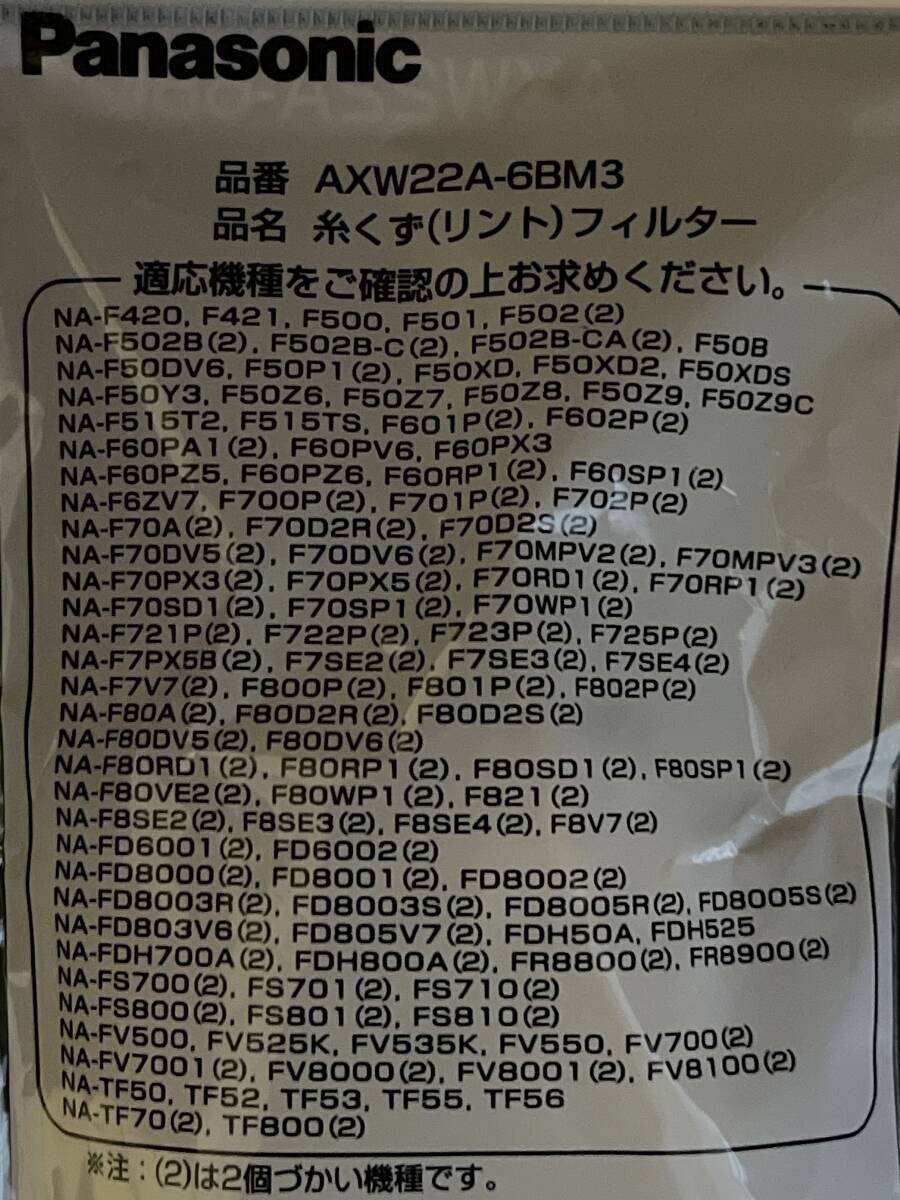 Panasonic
品番 AXW22A-6BM3
品名 糸くず(リント)フィルター
適応機種をご確認の上お求めください。
NA-F420, F421, F500, F501, F502(2)
NA-F502B(2), F502B-C(2), F502B-CA(2), F50B
NA-F50DV6, F50P1(2), F50XD, F50XD2, F50XDS
NA-F50Y3, F50Z6, F50Z7, F50Z8, F50Z9, F50Z9C
NA-F515T2, F515TS, F601P(2), F602P(2)
NA-F60PA1(2), F60PV6, F60PX3
NA-F60PZ5, F60PZ6, F60RP1(2), F60SP1(2)
NA-F6ZV7, F700P(2), F701P(2), F702P(2)
NA-F70A(2), F70D2R(2), F70D2S(2)
NA-F70DV5(2), F70DV6(2), F70MPV2(2), F70MPV3(2)
NA-F70PX3(2), F70PX5(2), F70RD1(2), F70RP1(2)
NA-F70SD1(2), F70SP1(2), F70WP1(2)
NA-F721P(2), F722P(2), F723P(2), F725P(2)
NA-F7PX5B(2), F7SE2(2), F7SE3(2), F7SE4(2)
NA-F7V7(2), F800P(2), F801P(2), F802P(2)
NA-F80A(2), F80D2R(2), F80D2S(2)
NA-F80DV5(2), F80DV6(2)
NA-F80RD1(2), F80RP1(2), F80SD1(2), F80SP1(2)
NA-F80VE2(2), F80WP1(2), F821(2)
NA-F8SE2(2), F8SE3(2), F8SE4(2), F8V7(2)
NA-FD6001(2), FD6002(2)
NA-FD8000(2), FD8001(2), FD8002(2)
NA-FD8003R(2), FD8003S(2), FD8005R(2), FD8005S(2)
NA-FD803V6(2), FD805V7(2), FDH50A, FDH525
NA-FDH700A(2), FDH800A(2), FR8800(2), FR8900(2)
NA-FS700(2), FS701(2), FS710(2)
NA-FS800(2), FS801(2), FS810(2)
NA-FV500, FV525K, FV535K, FV550, FV700(2)
NA-FV7001(2), FV8000(2), FV8001(2), FV8100(2)
NA-TF50, TF52, TF53, TF55, TF56
NA-TF70(2), TF800(2)
※注：(2)は2個づかい機種です。